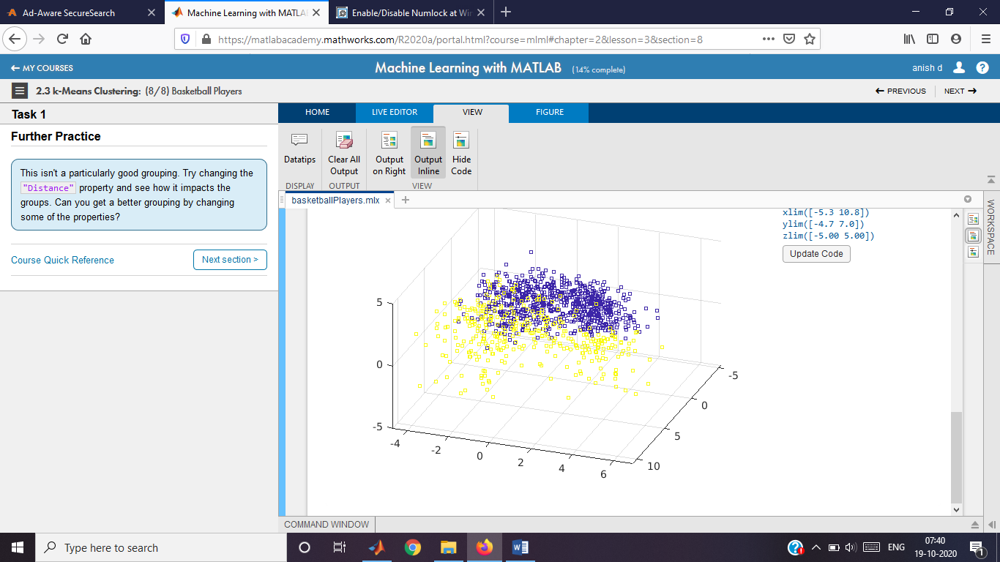 Ad-Aware SecureSearch
Machine Learning with MATLA
Enable/Disable Numlock at Wi
https://matlabacademy.mathworks.com/R2020a/portal.html?course=mlml#chapter=2&lesson=3&section=8
MY COURSES
Machine Learning with MATLAB (14% complete)
anish d
2.3 k-Means Clustering: (8/8) Basketball Players
PREVIOUS
NEXT
Task 1
Further Practice
This isn't a particularly good grouping. Try changing the
"Distance" property and see how it impacts the
groups. Can you get a better grouping by changing
some of the properties?
Course Quick Reference
Next section >
HOME
LIVE EDITOR
VIEW
FIGURE
Datatips
Clear All
Output
Output
on Right
Output
Inline
Hide
Code
DISPLAY
OUTPUT
VIEW
basketballPlayers.mlx
WORKSPACE
xlim([-5.3 10.8])
ylim([-4.7 7.0])
zlim([-5.00 5.00])
Update Code
5
0
-5
-4
-2
0
2
4
6
-5
0
5
10
COMMAND WINDOW
Type here to search
ENG
07:40
19-10-2020
1